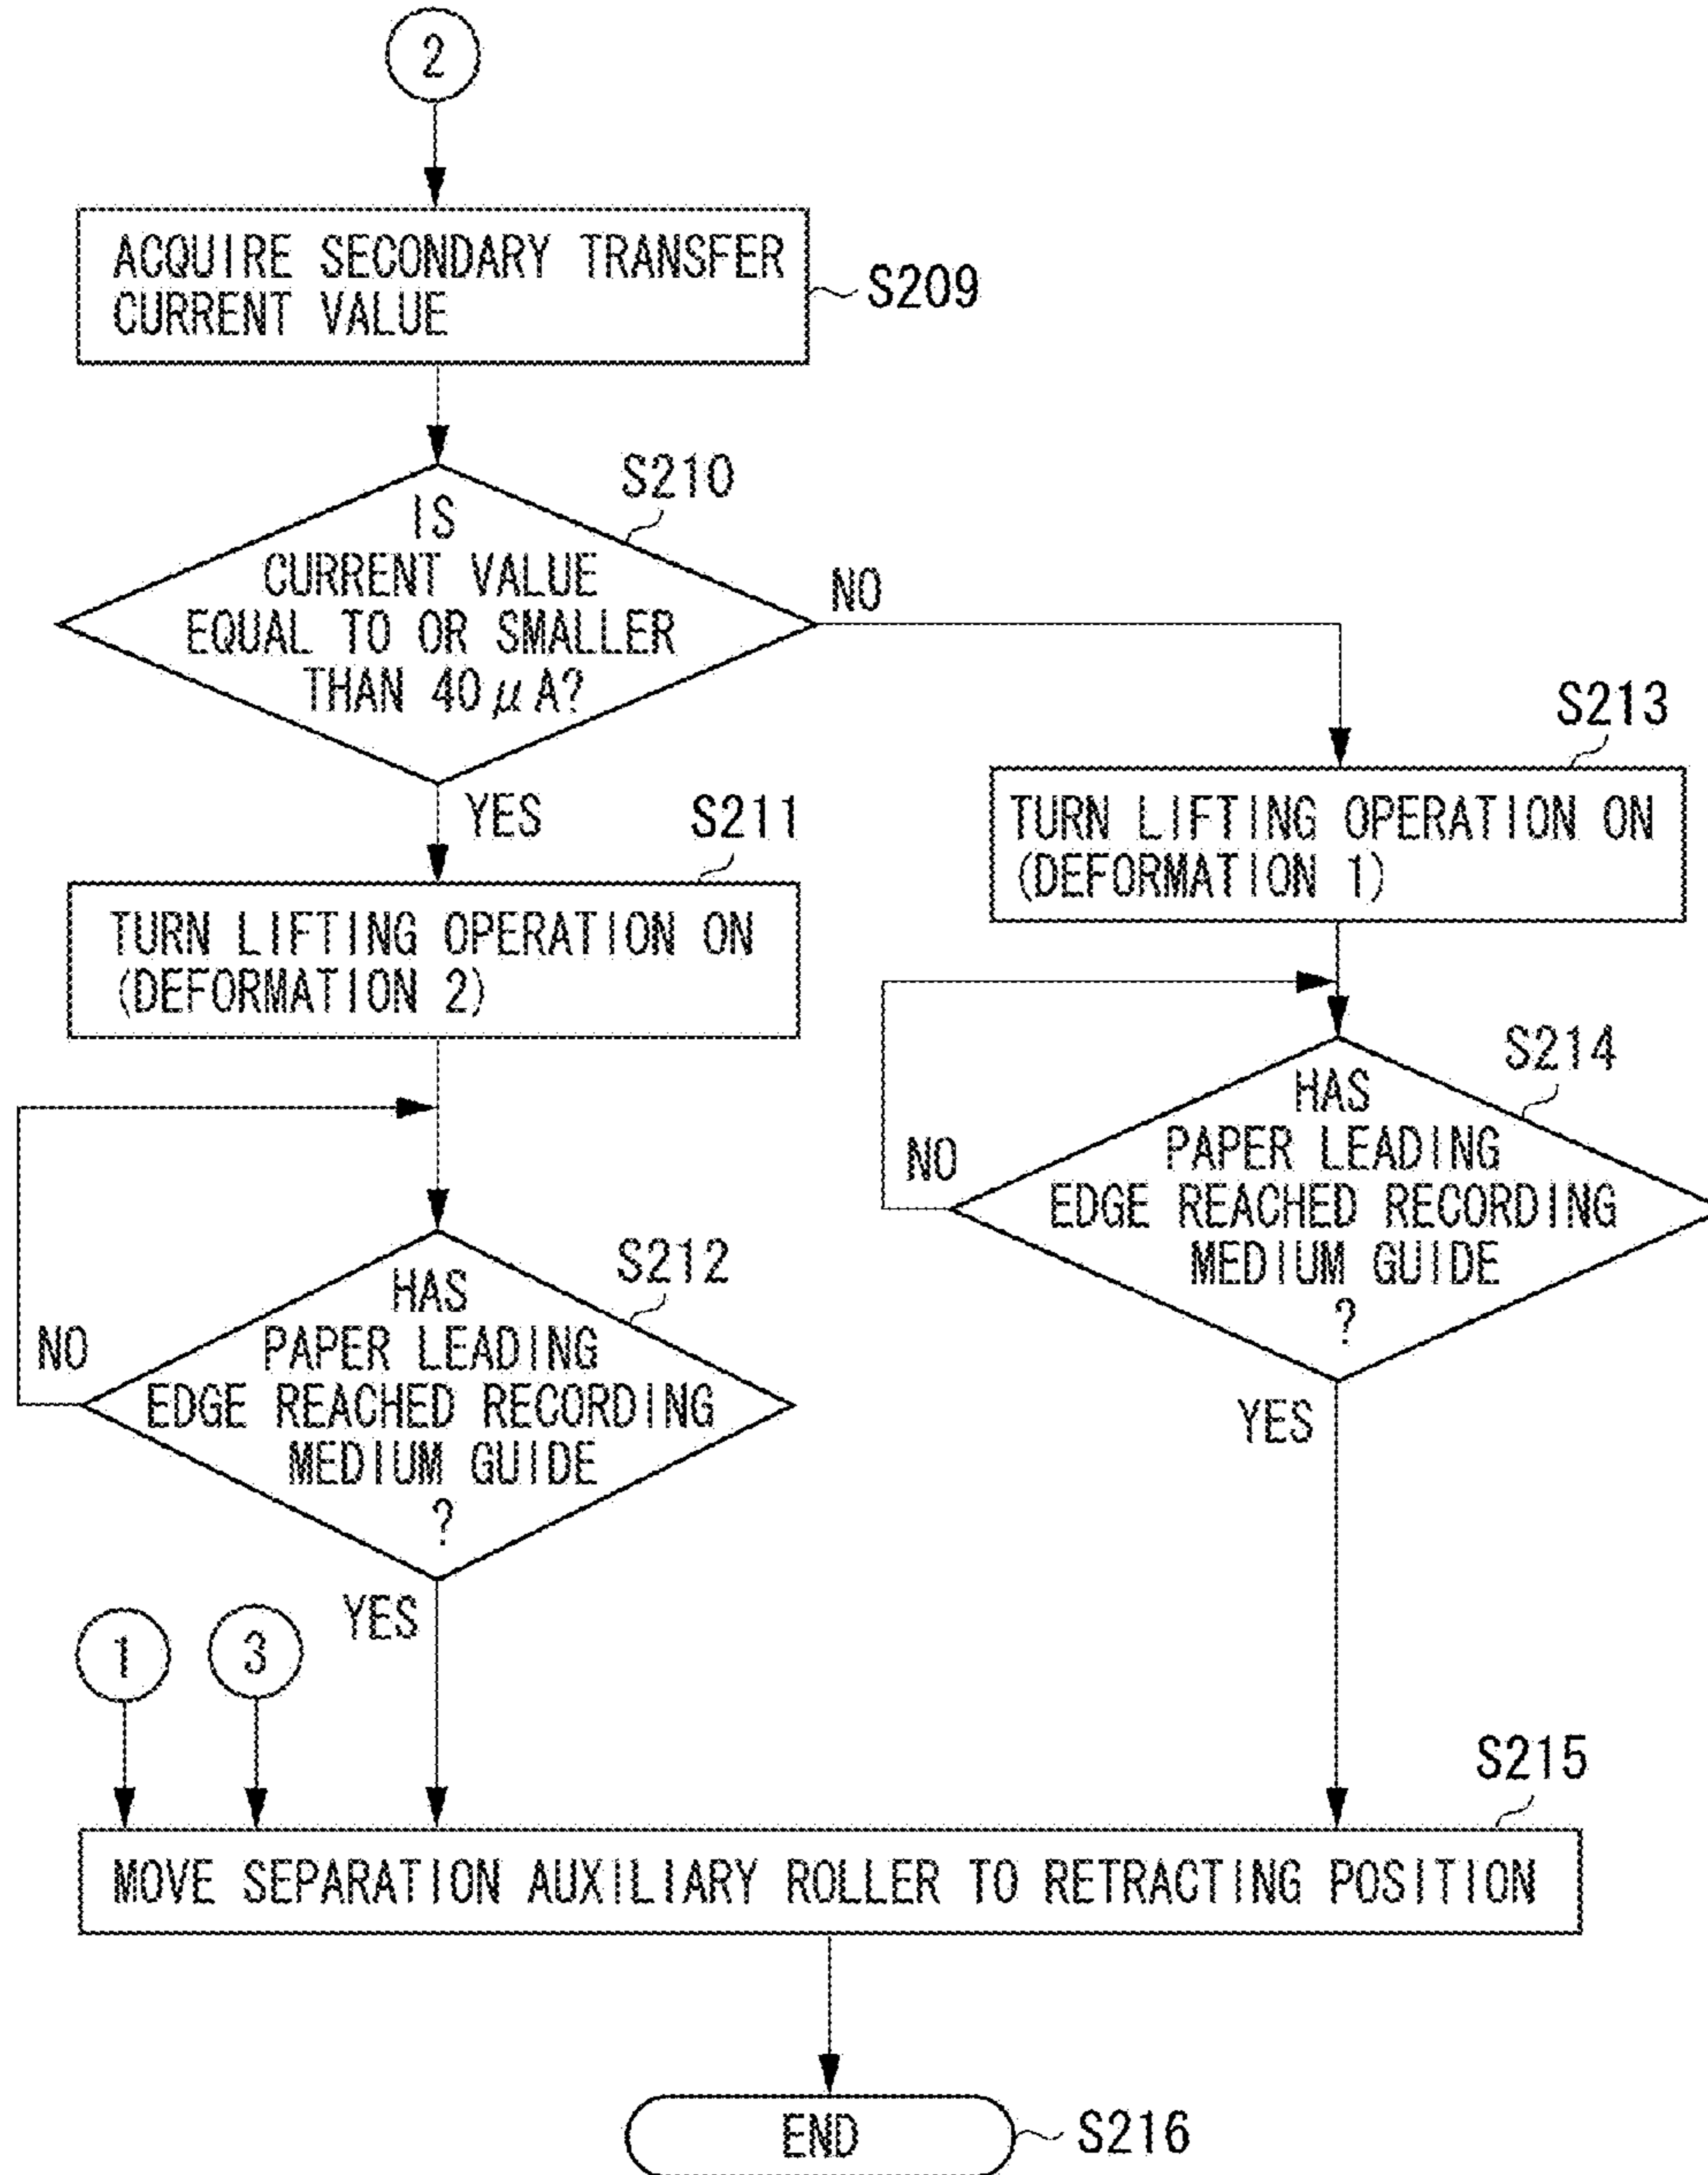 2
ACQUIRE SECONDARY TRANSFER
CURRENT VALUE
S209
S210
IS
CURRENT VALUE
EQUAL TO OR SMALLER
THAN 40μA?
NO
YES
S211
TURN LIFTING OPERATION ON
(DEFORMATION 2)
S213
TURN LIFTING OPERATION ON
(DEFORMATION 1)
S214
HAS
PAPER LEADING
EDGE REACHED RECORDING
MEDIUM GUIDE
?
NO
YES
S212
HAS
PAPER LEADING
EDGE REACHED RECORDING
MEDIUM GUIDE
?
NO
YES
1
3
S215
MOVE SEPARATION AUXILIARY ROLLER TO RETRACTING POSITION
END
S216